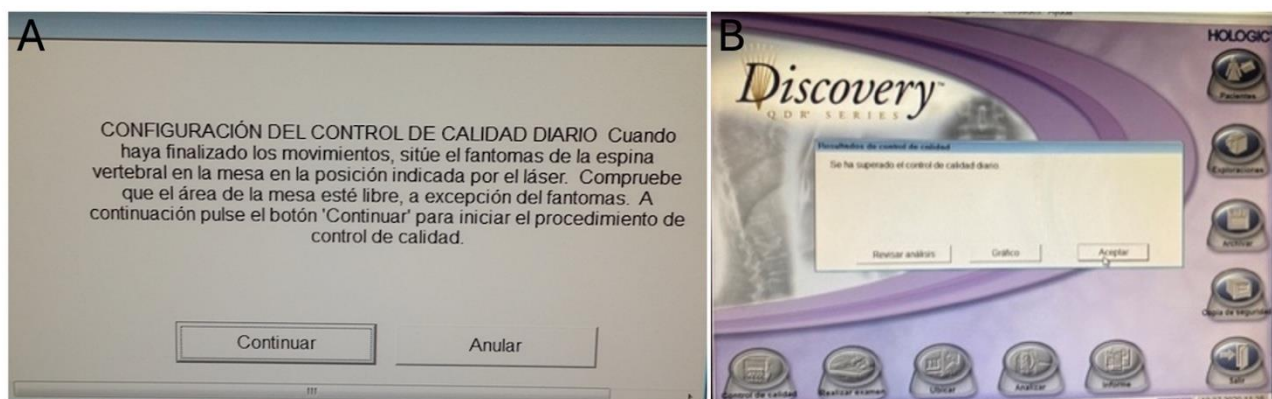 A
CONFIGURACIÓN DEL CONTROL DE CALIDAD DIARIO Cuando
haya finalizado los movimientos, sitúe el fantomas de la espina
vertebral en la mesa en la posición indicada por el láser. Compruebe
que el área de la mesa esté libre, a excepción del fantomas. A
continuación pulse el botón 'Continuar' para iniciar el procedimiento de
control de calidad.
Continuar
Anular
B
HOLOGIC
Discovery™
QDR® SERIES
Pacientes
Resultados de control de calidad
Se ha superado el control de calidad diario.
Exploraciones
Archivar
Revisar análisis
Gráfico
Aceptar
Copia de seguridad
Control de calidad
Realizar examen
Ubicar
Analizar
Informe
Salir